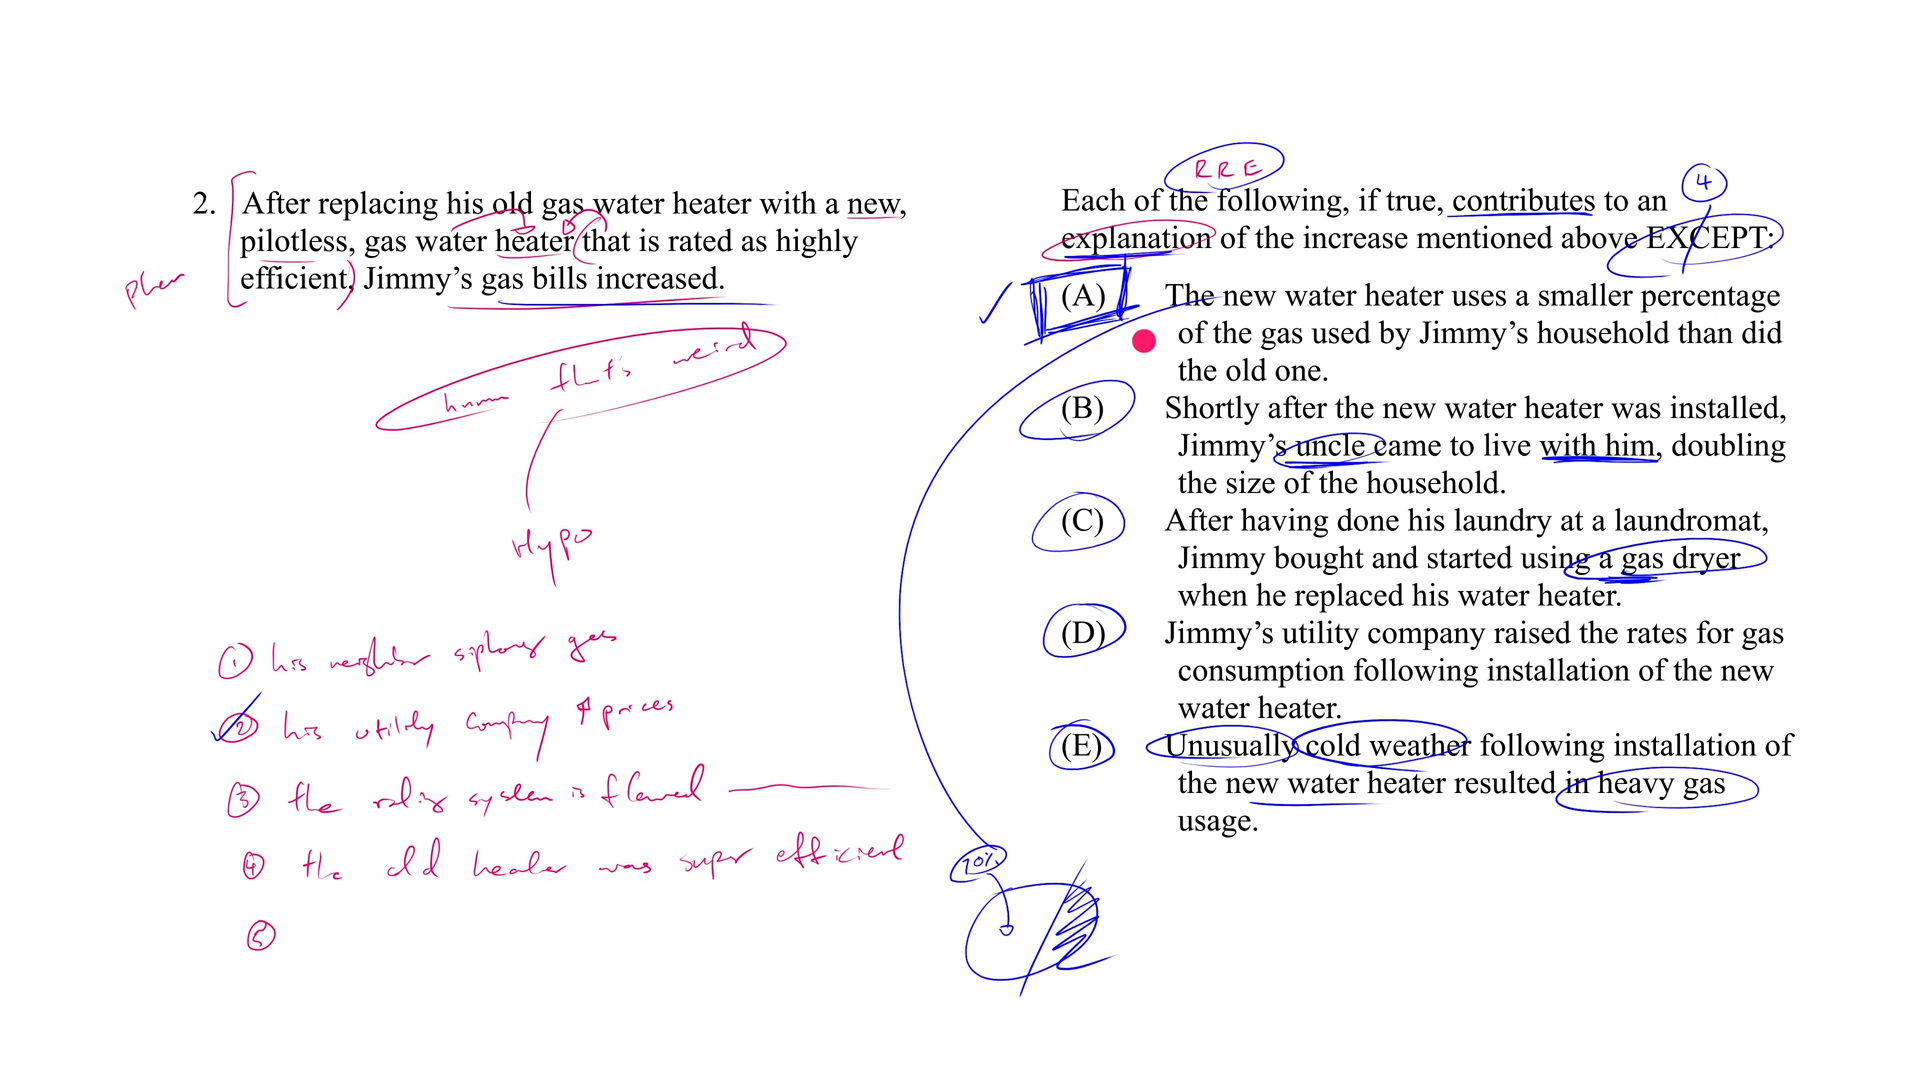 2. After replacing his old gas water heater with a new,
pilotless, gas water heater that is rated as highly
efficient, Jimmy's gas bills increased.
phen
hmm that's weird
Hypo
① his neighbor siphons gas
② his utility company ↑ prices
③ the rating system is flawed
④ the old heater was super efficient
⑤
RRE
4
Each of the following, if true, contributes to an
explanation of the increase mentioned above EXCEPT:
(A) The new water heater uses a smaller percentage
of the gas used by Jimmy's household than did
the old one.
(B) Shortly after the new water heater was installed,
Jimmy's uncle came to live with him, doubling
the size of the household.
(C) After having done his laundry at a laundromat,
Jimmy bought and started using a gas dryer
when he replaced his water heater.
(D) Jimmy's utility company raised the rates for gas
consumption following installation of the new
water heater.
(E) Unusually cold weather following installation of
the new water heater resulted in heavy gas
usage.